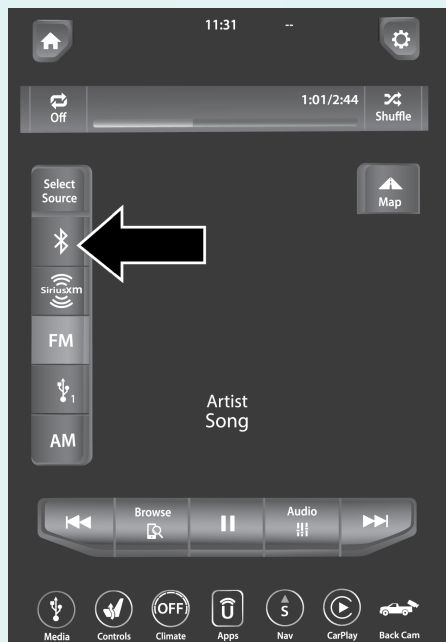 11:31 --
1:01/2:44
Off
Shuffle
Select
Source
Map
SiriusXM
FM
1
AM
Artist
Song
Browse
Audio
OFF
S
Media Controls Climate Apps Nav CarPlay Back Cam